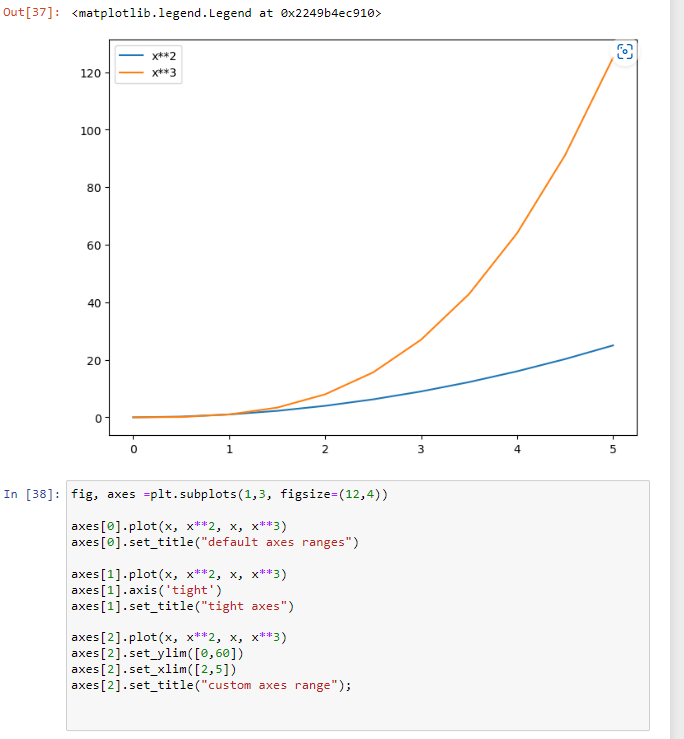 Out[37]: <matplotlib.legend.Legend at 0x2249b4ec910>
x**2
x**3
120
100
80
60
40
20
0
0 1 2 3 4 5
In [38]: fig, axes =plt.subplots(1,3, figsize=(12,4))
axes[0].plot(x, x**2, x, x**3)
axes[0].set_title("default axes ranges")
axes[1].plot(x, x**2, x, x**3)
axes[1].axis('tight')
axes[1].set_title("tight axes")
axes[2].plot(x, x**2, x, x**3)
axes[2].set_ylim([0,60])
axes[2].set_xlim([2,5])
axes[2].set_title("custom axes range");